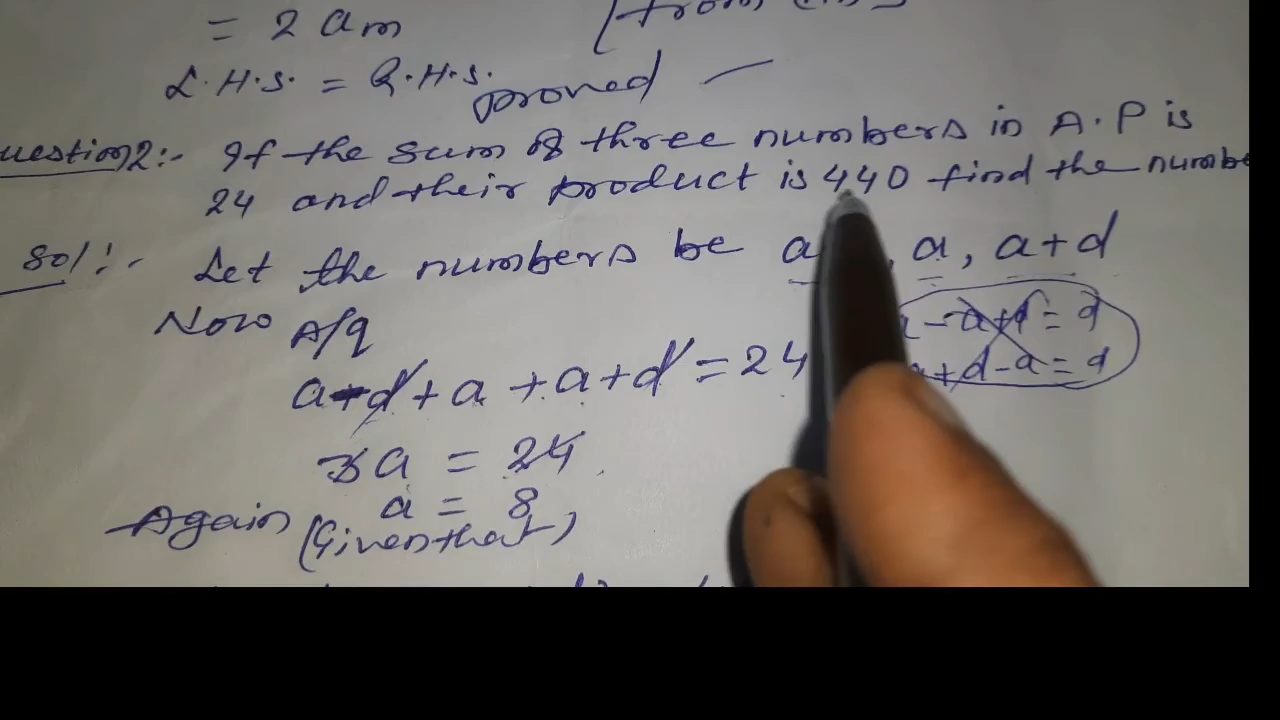 = 2 am [from
L.H.S. = R.H.S. proved
uestion2:- If the sum of three numbers in A.P is
24 and their product is 440 find the numbe
Sol:- Let the numbers be a , a, a+d
Now A/q
a-d+a+a+d=24
3a = 24
a = 8
a+d-a=d
Again (Given that)